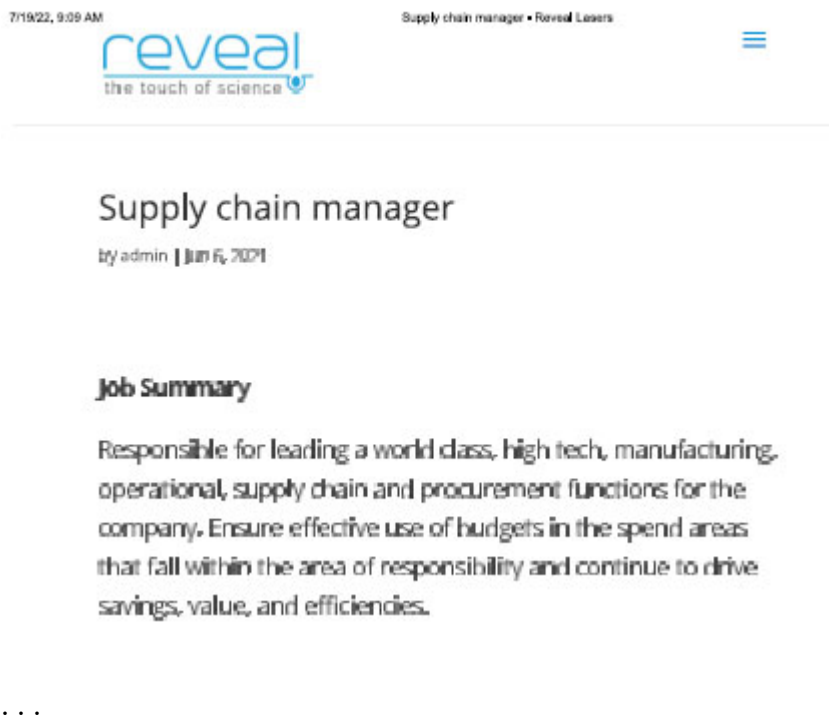 7/19/22, 9:09 AM Supply chain manager • Reveal Lasers
reveal
the touch of science
Supply chain manager
by admin | Jun 6, 2021
Job Summary
Responsible for leading a world class, high tech, manufacturing,
operational, supply chain and procurement functions for the
company. Ensure effective use of budgets in the spend areas
that fall within the area of responsibility and continue to drive
savings, value, and efficiencies.
. . .